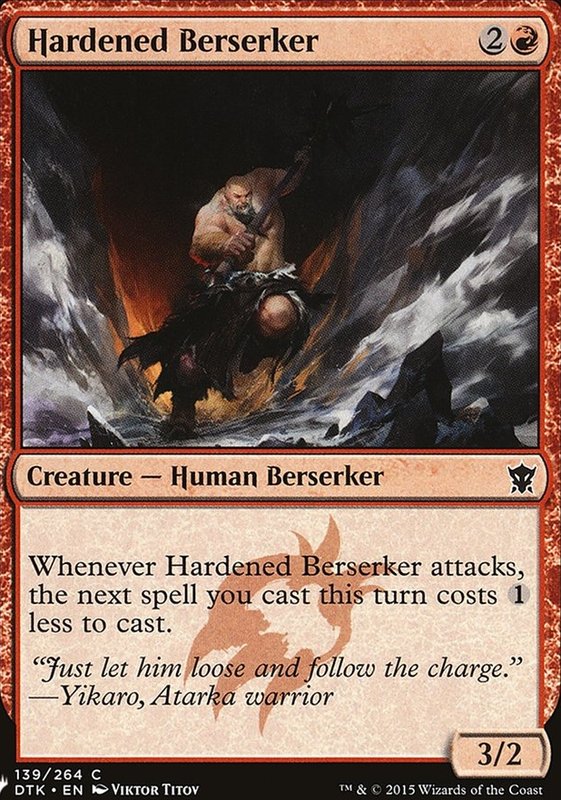 Hardened Berserker 2
Creature — Human Berserker
Whenever Hardened Berserker attacks,
the next spell you cast this turn costs 1
less to cast.
“Just let him loose and follow the charge.”
—Yikaro, Atarka warrior
3/2
139/264 C
DTK • EN Viktor Titov
™ & © 2015 Wizards of the Coast